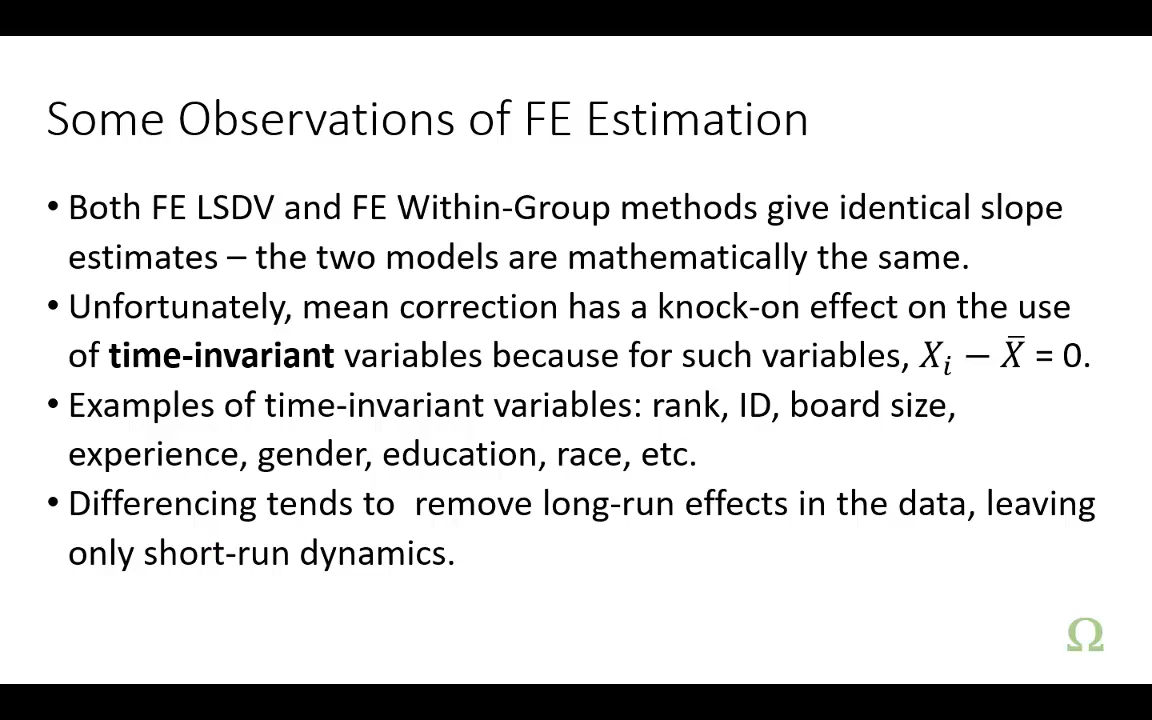 Some Observations of FE Estimation
• Both FE LSDV and FE Within-Group methods give identical slope
estimates – the two models are mathematically the same.
• Unfortunately, mean correction has a knock-on effect on the use
of time-invariant variables because for such variables, 𝑋ᵢ − 𝑋̅ = 0.
• Examples of time-invariant variables: rank, ID, board size,
experience, gender, education, race, etc.
• Differencing tends to  remove long-run effects in the data, leaving
only short-run dynamics.
Ω